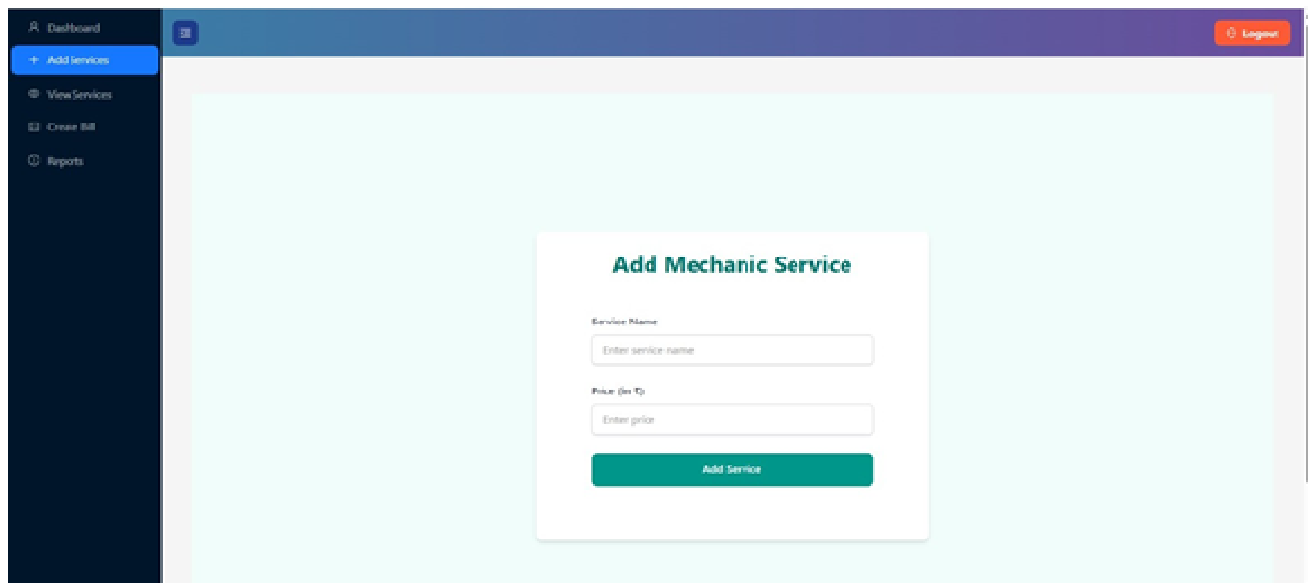 Dashboard
Add Services
View Services
Create Bill
Reports
Logout
Add Mechanic Service
Service Name
Enter service name
Price (in ₹)
Enter price
Add Service